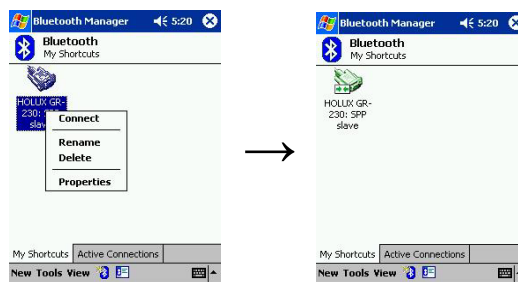 Bluetooth Manager 5:20
Bluetooth
My Shortcuts
HOLUX GR-
230: SPP
slav
Connect
Rename
Delete
Properties
My Shortcuts Active Connections
New Tools View
Bluetooth Manager 5:20
Bluetooth
My Shortcuts
HOLUX GR-
230: SPP
slave
My Shortcuts Active Connections
New Tools View